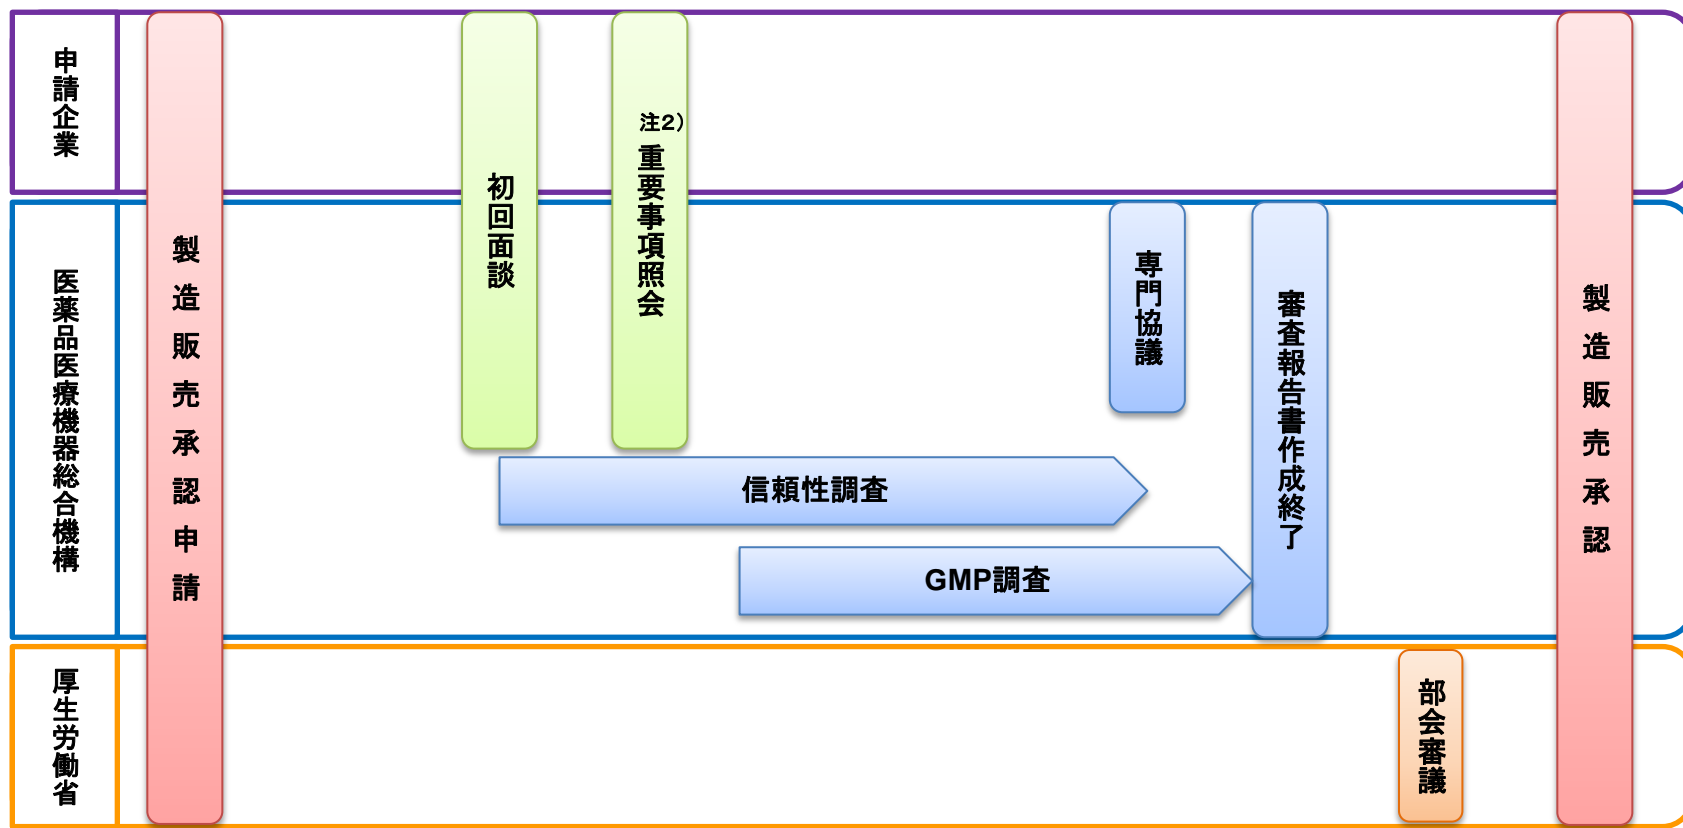 申請企業
医薬品医療機器総合機構
厚生労働省
製造販売承認申請
初回面談
注2）
重要事項照会
信頼性調査
GMP調査
専門協議
審査報告書作成終了
部会審議
製造販売承認